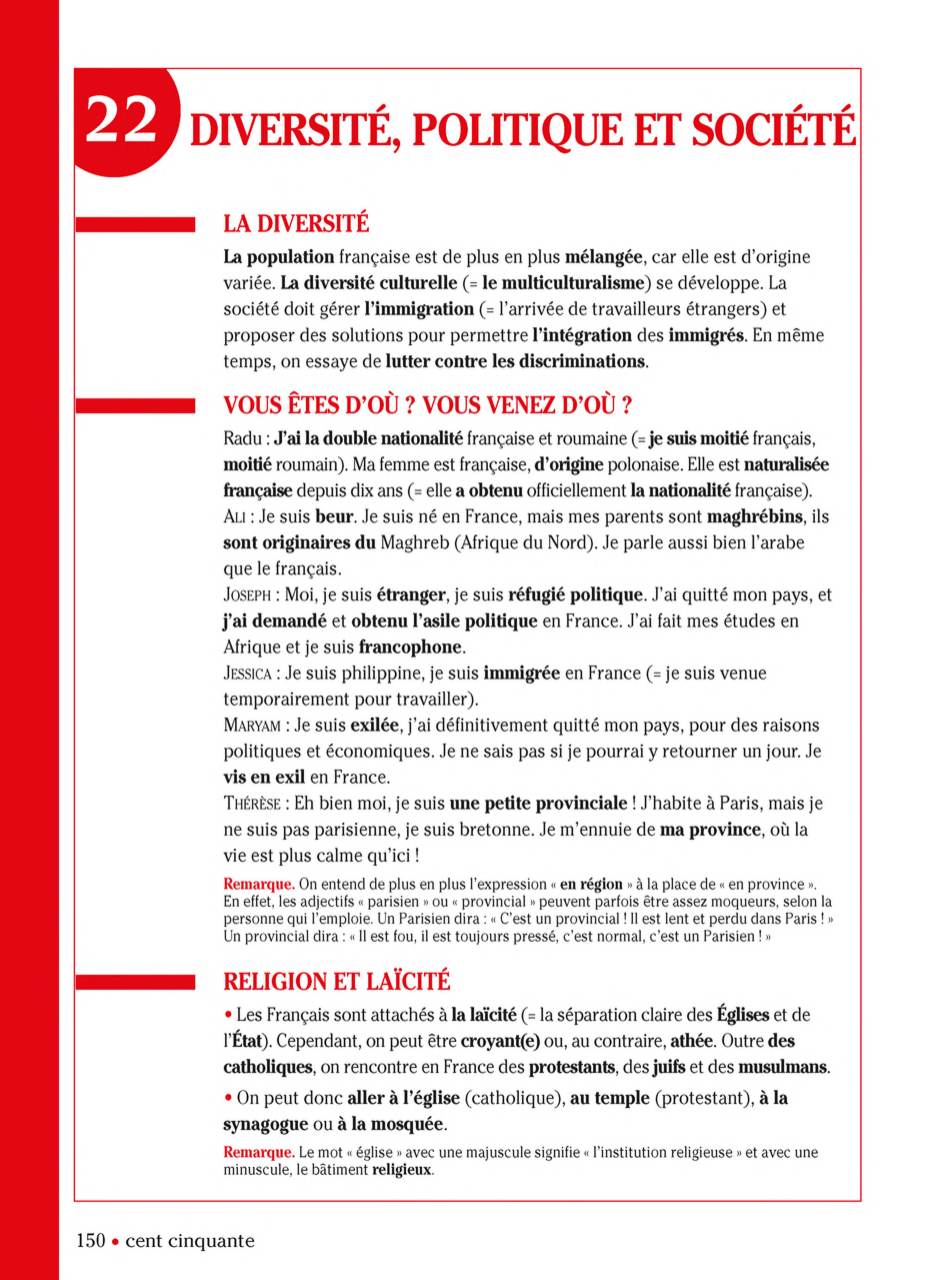 22
DIVERSITÉ, POLITIQUE ET SOCIÉTÉ
LA DIVERSITÉ
La population française est de plus en plus mélangée, car elle est d’origine
variée. La diversité culturelle (= le multiculturalisme) se développe. La
société doit gérer l’immigration (= l’arrivée de travailleurs étrangers) et
proposer des solutions pour permettre l’intégration des immigrés. En même
temps, on essaye de lutter contre les discriminations.
VOUS ÊTES D’OÙ ? VOUS VENEZ D’OÙ ?
Radu : J’ai la double nationalité française et roumaine (= je suis moitié français,
moitié roumain). Ma femme est française, d’origine polonaise. Elle est naturalisée
française depuis dix ans (= elle a obtenu officiellement la nationalité française).
ALI : Je suis beur. Je suis né en France, mais mes parents sont maghrébins, ils
sont originaires du Maghreb (Afrique du Nord). Je parle aussi bien l’arabe
que le français.
JOSEPH : Moi, je suis étranger, je suis réfugié politique. J’ai quitté mon pays, et
j’ai demandé et obtenu l’asile politique en France. J’ai fait mes études en
Afrique et je suis francophone.
JESSICA : Je suis philippine, je suis immigrée en France (= je suis venue
temporairement pour travailler).
MARYAM : Je suis exilée, j’ai définitivement quitté mon pays, pour des raisons
politiques et économiques. Je ne sais pas si je pourrai y retourner un jour. Je
vis en exil en France.
THÉRÈSE : Eh bien moi, je suis une petite provinciale ! J’habite à Paris, mais je
ne suis pas parisienne, je suis bretonne. Je m’ennuie de ma province, où la
vie est plus calme qu’ici !
Remarque. On entend de plus en plus l’expression « en région » à la place de « en province ».
En effet, les adjectifs « parisien » ou « provincial » peuvent parfois être assez moqueurs, selon la
personne qui l’emploie. Un Parisien dira : « C’est un provincial ! Il est lent et perdu dans Paris ! »
Un provincial dira : « Il est fou, il est toujours pressé, c’est normal, c’est un Parisien ! »
RELIGION ET LAÏCITÉ
• Les Français sont attachés à la laïcité (= la séparation claire des Églises et de
l’État). Cependant, on peut être croyant(e) ou, au contraire, athée. Outre des
catholiques, on rencontre en France des protestants, des juifs et des musulmans.
• On peut donc aller à l’église (catholique), au temple (protestant), à la
synagogue ou à la mosquée.
Remarque. Le mot « église » avec une majuscule signifie « l’institution religieuse » et avec une
minuscule, le bâtiment religieux.
150 • cent cinquante